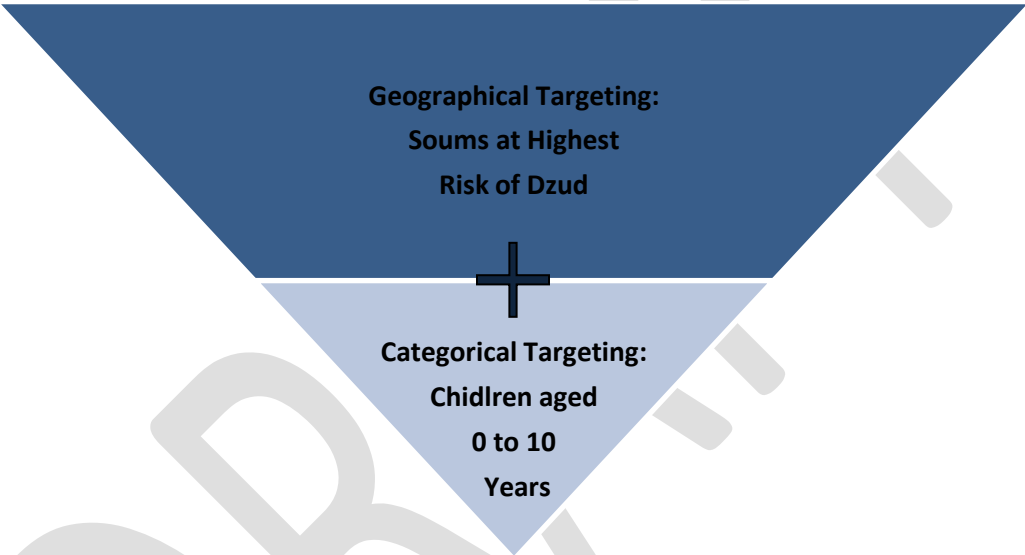 Geographical Targeting:
Soums at Highest
Risk of Dzud
Categorical Targeting:
Chidlren aged
0 to 10
Years